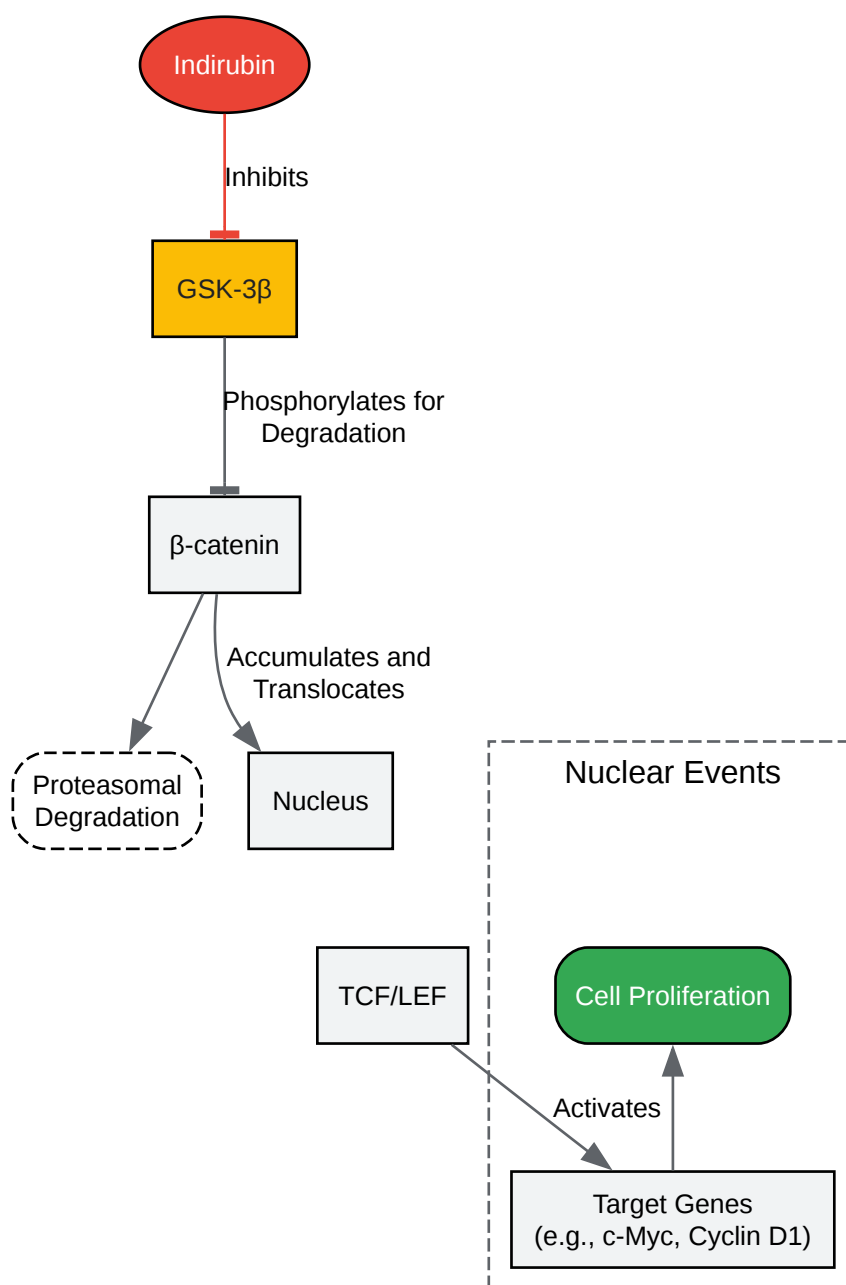 Indirubin
Inhibits
GSK-3β
Phosphorylates for
Degradation
β-catenin
Accumulates and
Translocates
Proteasomal
Degradation
Nucleus
Nuclear Events
TCF/LEF
Cell Proliferation
Activates
Target Genes
(e.g., c-Myc, Cyclin D1)